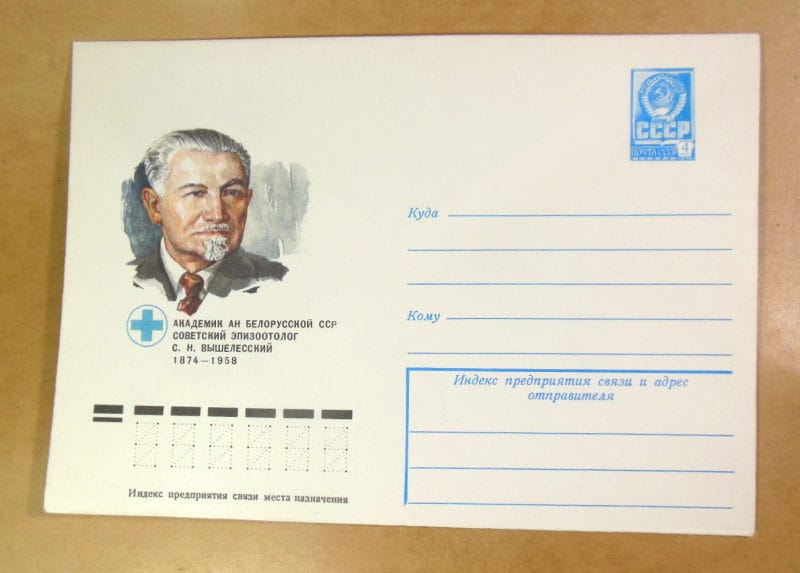 СССР
ПОЧТА СССР 4
Куда
АКАДЕМИК АН БЕЛОРУССКОЙ ССР
СОВЕТСКИЙ ЭПИЗООТОЛОГ
С. Н. ВЫШЕЛЕССКИЙ
1874—1958
Кому
Индекс предприятия связи и адрес
отправителя
Индекс предприятия связи места назначения